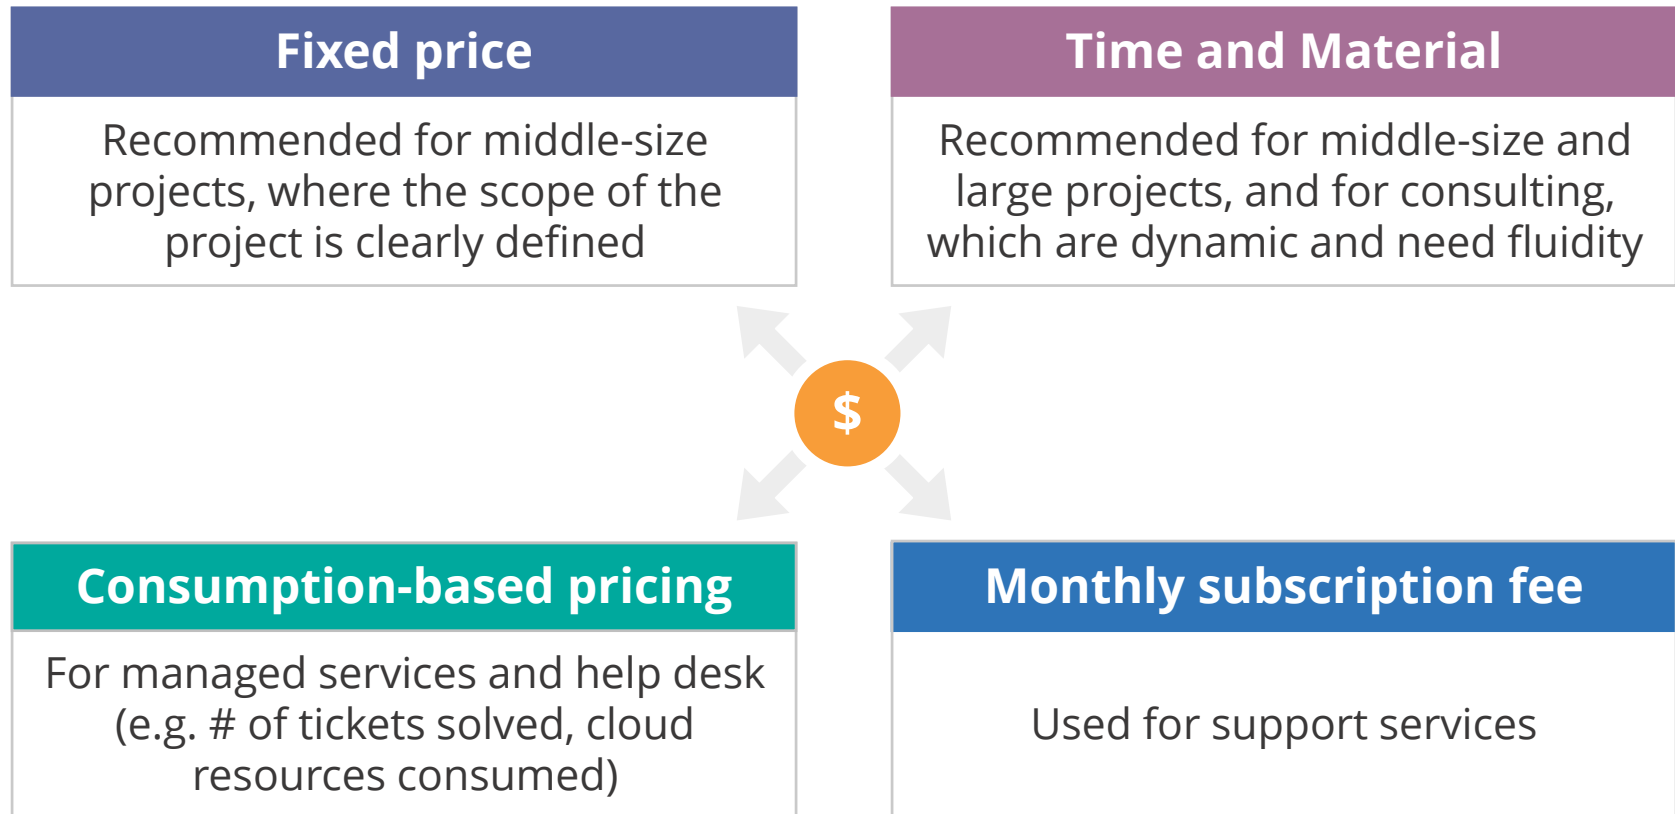 Fixed price
Recommended for middle-size
projects, where the scope of the
project is clearly defined
Time and Material
Recommended for middle-size and
large projects, and for consulting,
which are dynamic and need fluidity
$
Consumption-based pricing
For managed services and help desk
(e.g. # of tickets solved, cloud
resources consumed)
Monthly subscription fee
Used for support services